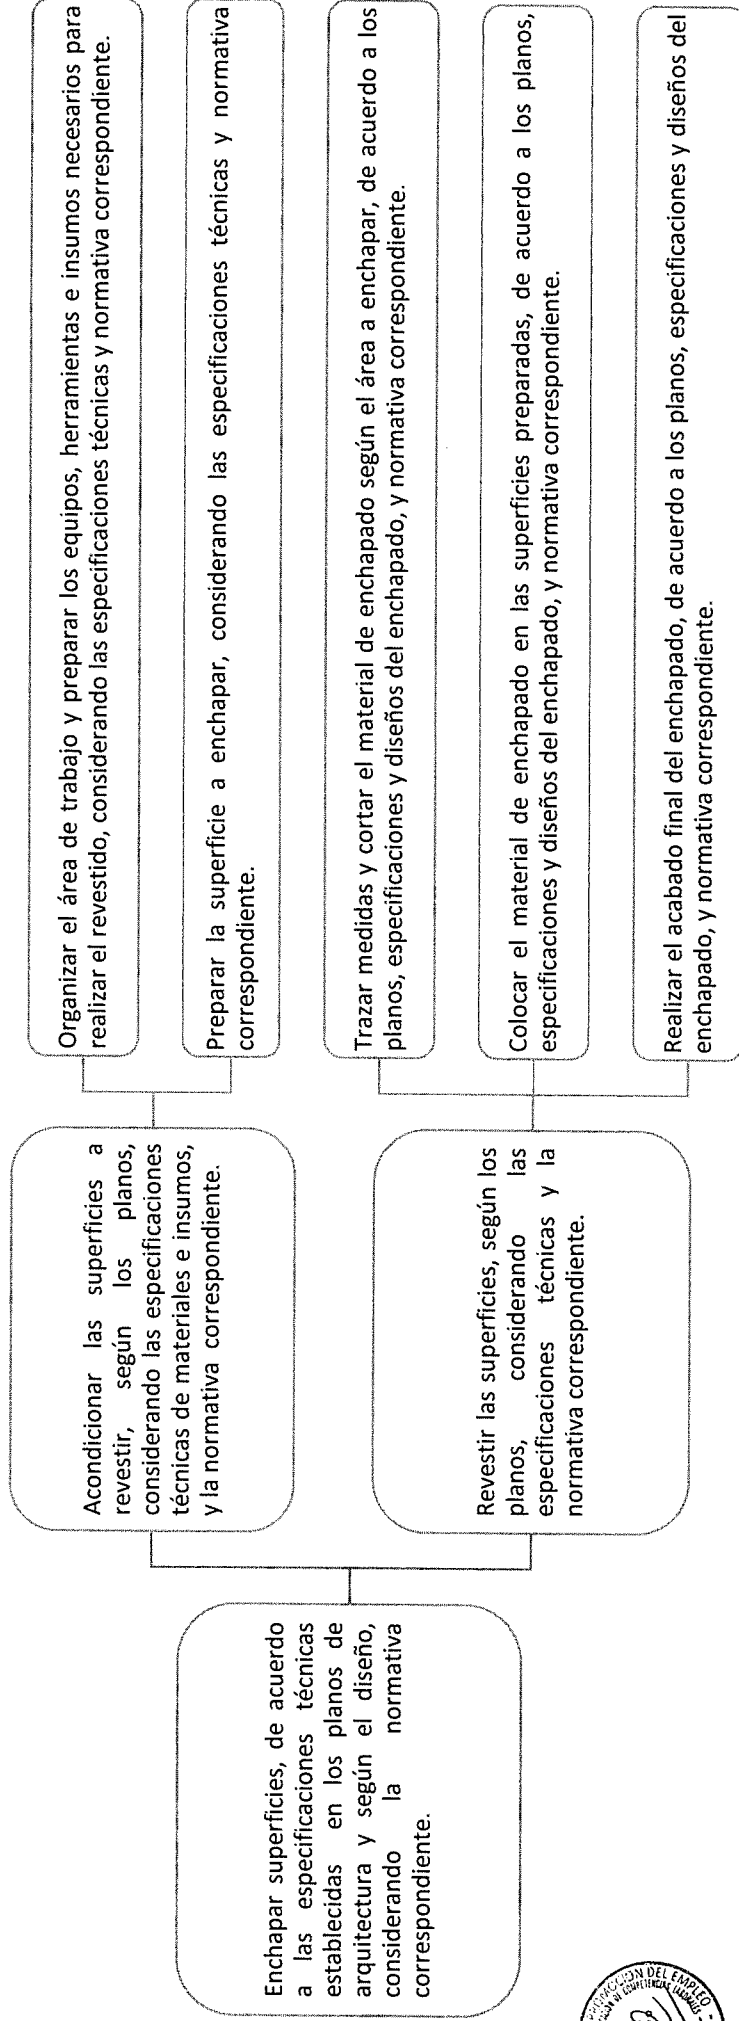 Enchapar superficies, de acuerdo
a las especificaciones técnicas
establecidas en los planos de
arquitectura y según el diseño,
considerando la normativa
correspondiente.
Acondicionar las superficies a
revestir, según los planos,
considerando las especificaciones
técnicas de materiales e insumos,
y la normativa correspondiente.
Revestir las superficies, según los
planos, considerando las
especificaciones técnicas y la
normativa correspondiente.
Organizar el área de trabajo y preparar los equipos, herramientas e insumos necesarios para
realizar el revestido, considerando las especificaciones técnicas y normativa correspondiente.
Preparar la superficie a enchapar, considerando las especificaciones técnicas y normativa
correspondiente.
Trazar medidas y cortar el material de enchapado según el área a enchapar, de acuerdo a los
planos, especificaciones y diseños del enchapado, y normativa correspondiente.
Colocar el material de enchapado en las superficies preparadas, de acuerdo a los planos,
especificaciones y diseños del enchapado, y normativa correspondiente.
Realizar el acabado final del enchapado, de acuerdo a los planos, especificaciones y diseños del
enchapado, y normativa correspondiente.
DEL EMPLEO